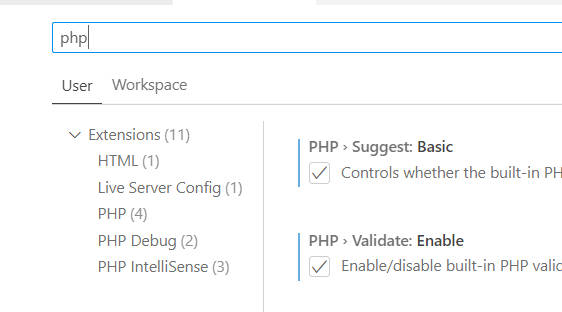 php
User Workspace
Extensions (11)
HTML (1)
Live Server Config (1)
PHP (4)
PHP Debug (2)
PHP IntelliSense (3)
PHP › Suggest: Basic
Controls whether the built-in PH
PHP › Validate: Enable
Enable/disable built-in PHP valid